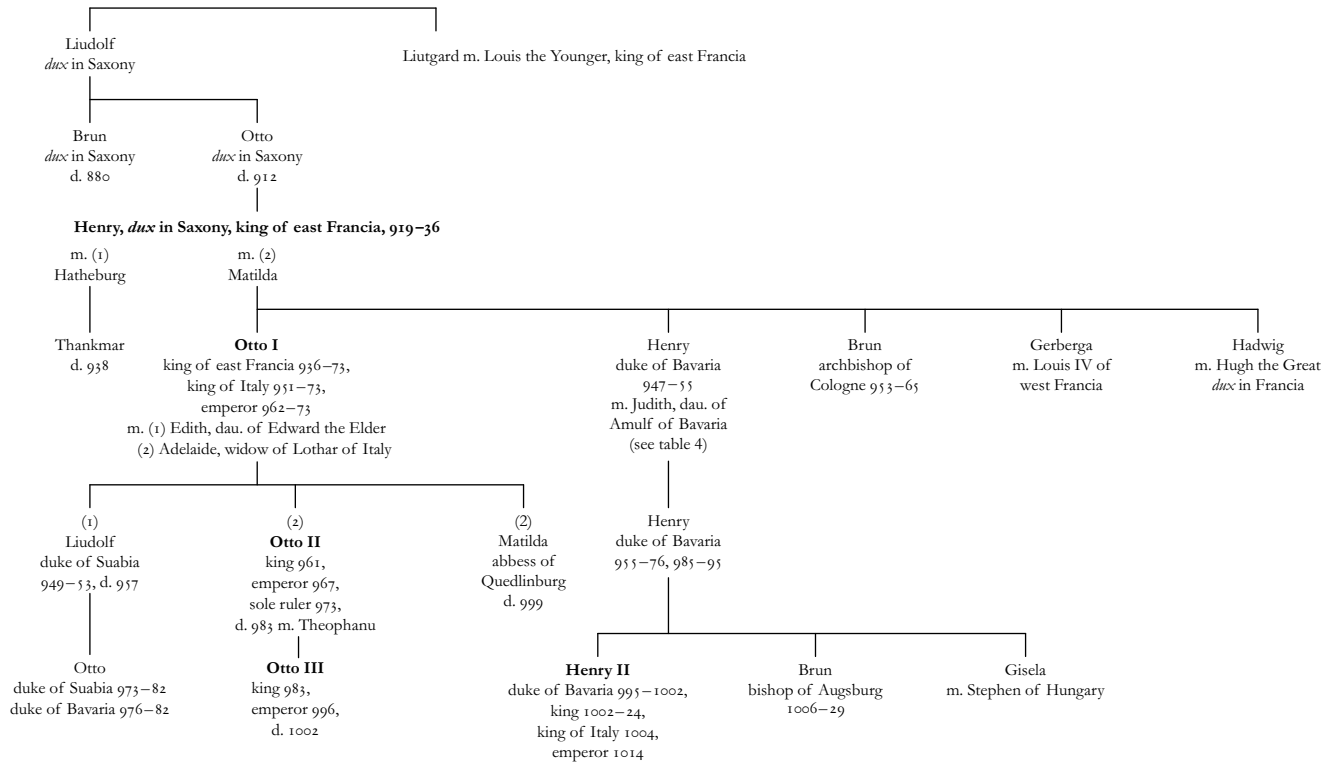 Liudolf
dux in Saxony
Liutgard m. Louis the Younger, king of east Francia
Brun
dux in Saxony
d. 880
Otto
dux in Saxony
d. 912
Henry, dux in Saxony, king of east Francia, 919–36
m. (1)
Hatheburg
m. (2)
Matilda
Thankmar
d. 938
Otto I
king of east Francia 936–73,
king of Italy 951–73,
emperor 962–73
m. (1) Edith, dau. of Edward the Elder
(2) Adelaide, widow of Lothar of Italy
Henry
duke of Bavaria
947–55
m. Judith, dau. of
Amulf of Bavaria
(see table 4)
Brun
archbishop of
Cologne 953–65
Gerberga
m. Louis IV of
west Francia
Hadwig
m. Hugh the Great
dux in Francia
(1)
Liudolf
duke of Suabia
949–53, d. 957
(2)
Otto II
king 961,
emperor 967,
sole ruler 973,
d. 983 m. Theophanu
(2)
Matilda
abbess of
Quedlinburg
d. 999
Henry
duke of Bavaria
955–76, 985–95
Otto
duke of Suabia 973–82
duke of Bavaria 976–82
Otto III
king 983,
emperor 996,
d. 1002
Henry II
duke of Bavaria 995–1002,
king 1002–24,
king of Italy 1004,
emperor 1014
Brun
bishop of Augsburg
1006–29
Gisela
m. Stephen of Hungary